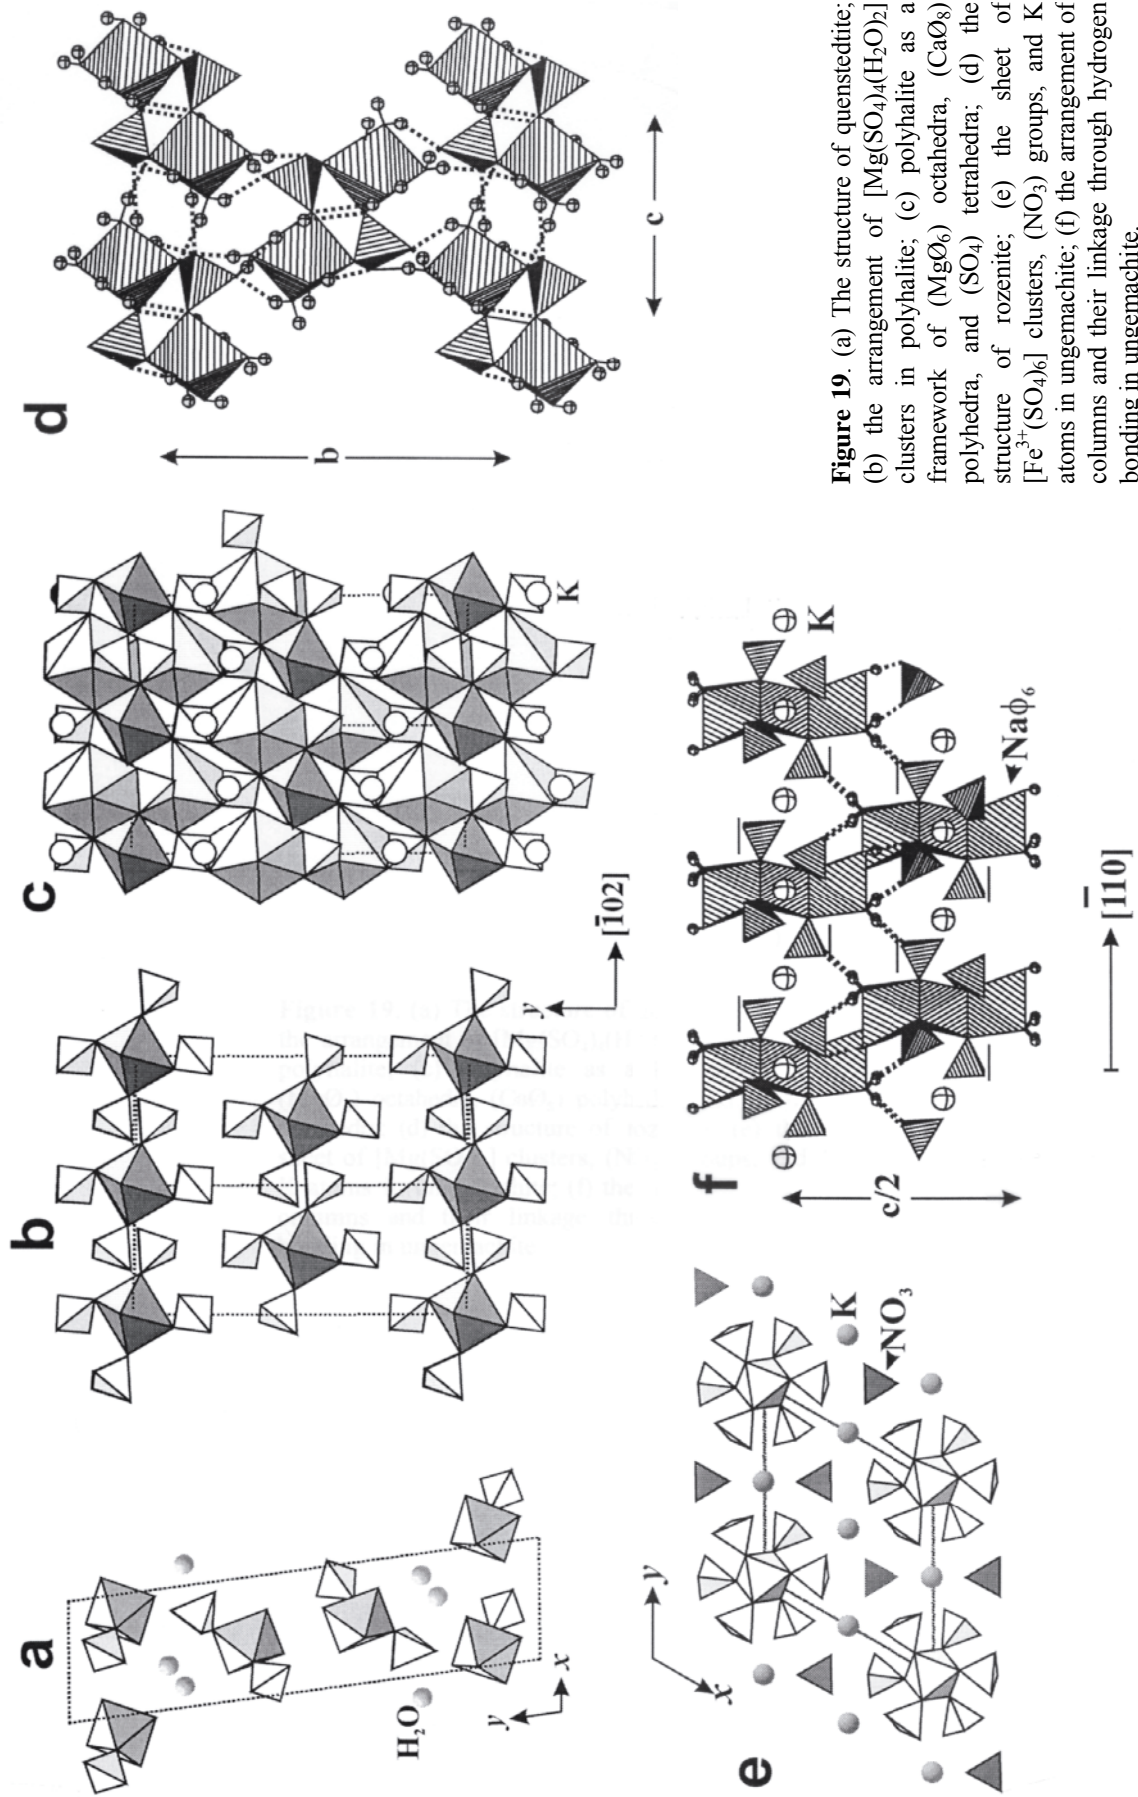 a
H₂O
y
x
b
y
[1̄02]
c
K
d
b
c
e
y
x
K
NO₃
f
c/2
K
Naϕ₆
[1̄10]
Figure 19. (a) The structure of quenstedtite;
(b) the arrangement of [Mg(SO₄)₄(H₂O)₂]
clusters in polyhalite; (c) polyhalite as a
framework of (MgØ₆) octahedra, (CaØ₈)
polyhedra, and (SO₄) tetrahedra; (d) the
structure of rozenite; (e) the sheet of
[Fe³⁺(SO₄)₆] clusters, (NO₃) groups, and K
atoms in ungemachite; (f) the arrangement of
columns and their linkage through hydrogen
bonding in ungemachite.